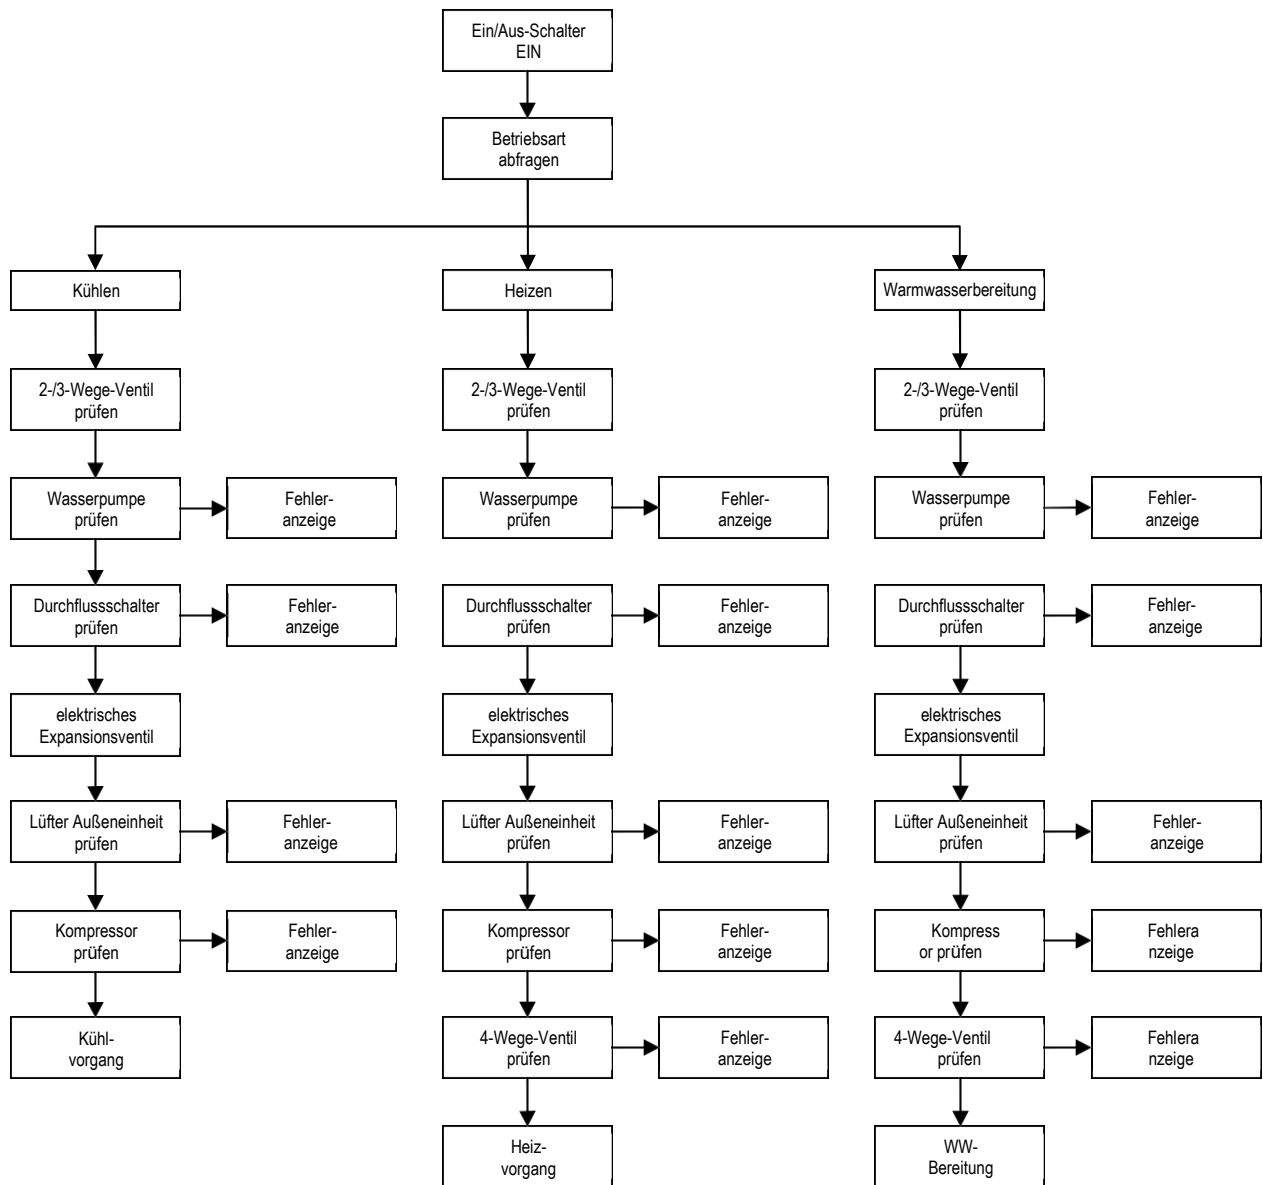 Ein/Aus-Schalter
EIN
Betriebsart
abfragen
Kühlen
Heizen
Warmwasserbereitung
2-/3-Wege-Ventil
prüfen
2-/3-Wege-Ventil
prüfen
2-/3-Wege-Ventil
prüfen
Wasserpumpe
prüfen
Fehler-
anzeige
Wasserpumpe
prüfen
Fehler-
anzeige
Wasserpumpe
prüfen
Fehler-
anzeige
Durchflussschalter
prüfen
Fehler-
anzeige
Durchflussschalter
prüfen
Fehler-
anzeige
Durchflussschalter
prüfen
Fehler-
anzeige
elektrisches
Expansionsventil
elektrisches
Expansionsventil
elektrisches
Expansionsventil
Lüfter Außeneinheit
prüfen
Fehler-
anzeige
Lüfter Außeneinheit
prüfen
Fehler-
anzeige
Lüfter Außeneinheit
prüfen
Fehler-
anzeige
Kompressor
prüfen
Fehler-
anzeige
Kompressor
prüfen
Fehler-
anzeige
Kompress
or prüfen
Fehlera
nzeige
Kühl-
vorgang
4-Wege-Ventil
prüfen
Fehler-
anzeige
4-Wege-Ventil
prüfen
Fehlera
nzeige
Heiz-
vorgang
WW-
Bereitung